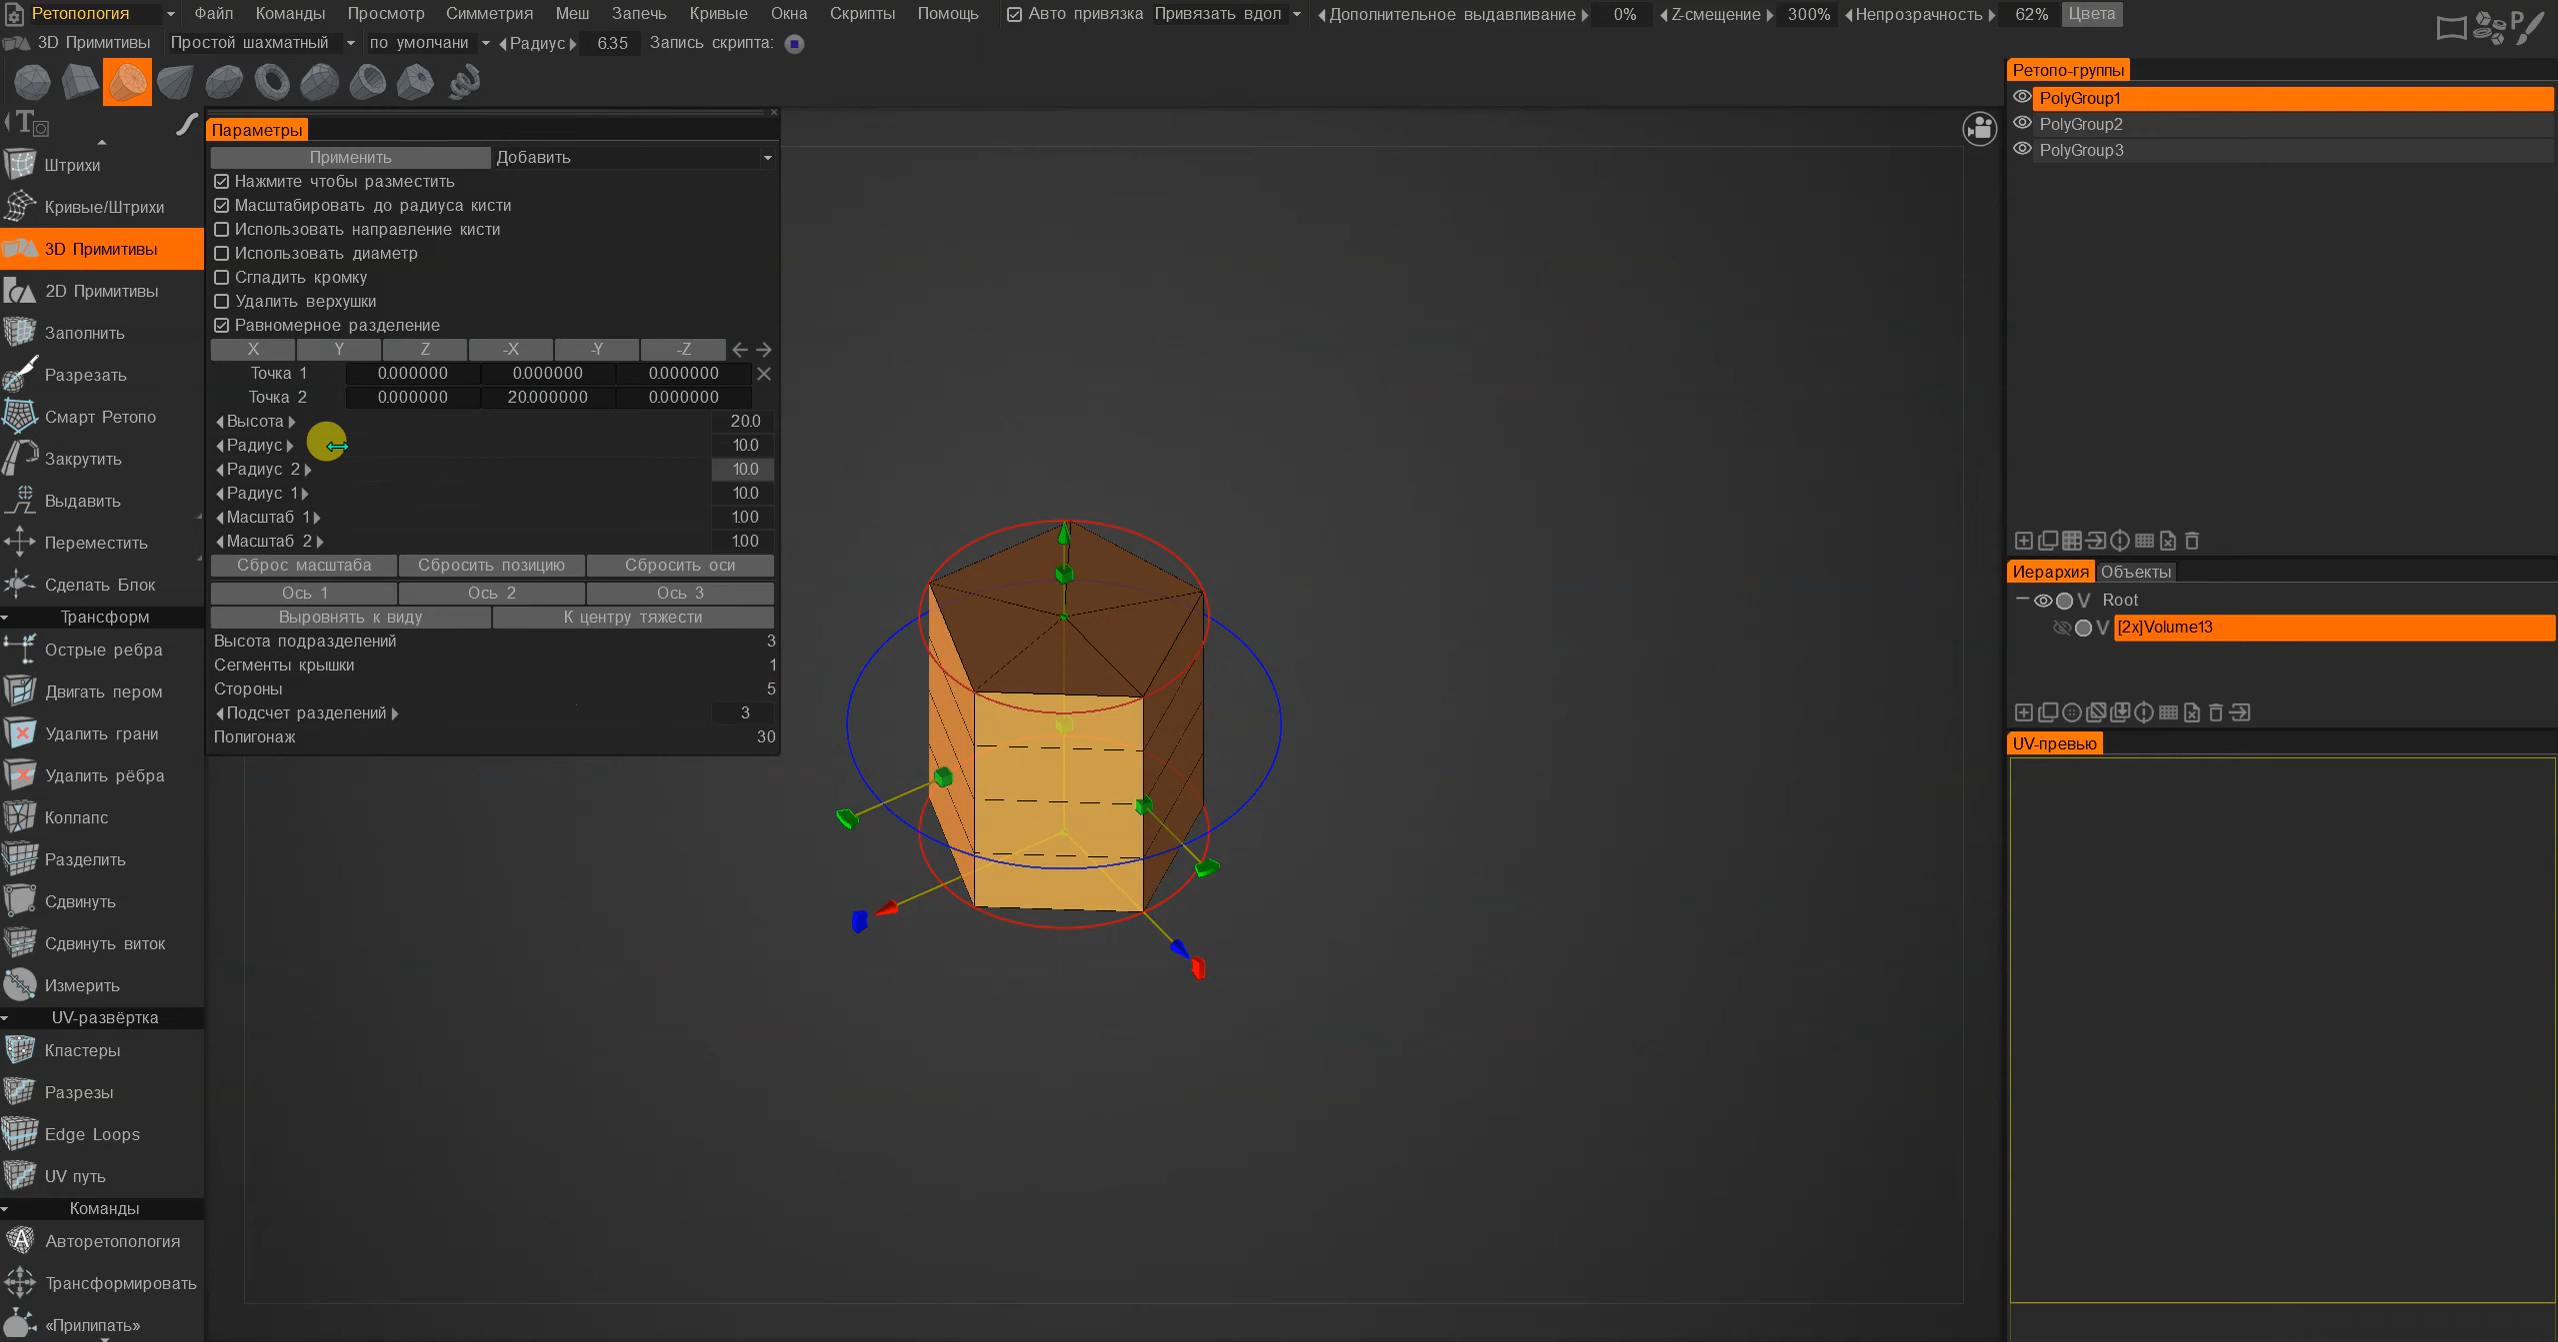 Ретопология Файл Команды Просмотр Симметрия Меш Запечь Кривые Окна Скрипты Помощь Авто привязка Привязать вдол Дополнительное выдавливание 0% Z-смещение 300% Непрозрачность 62% Цвета
3D Примитивы Простой шахматный по умолчани Радиус 6.35 Запись скрипта:
Штрихи
Кривые/Штрихи
3D Примитивы
2D Примитивы
Заполнить
Разрезать
Смарт Ретопо
Закрутить
Выдавить
Переместить
Сделать Блок
Трансформ
Острые ребра
Двигать пером
Удалить грани
Удалить рёбра
Коллапс
Разделить
Сдвинуть
Сдвинуть виток
Измерить
UV-развёртка
Кластеры
Разрезы
Edge Loops
UV путь
Команды
Авторетопология
Трансформировать
«Прилипать»
Параметры
Применить Добавить
Нажмите чтобы разместить
Масштабировать до радиуса кисти
Использовать направление кисти
Использовать диаметр
Сгладить кромку
Удалить верхушки
Равномерное разделение
X Y Z -X -Y -Z
Точка 1 0.000000 0.000000 0.000000
Точка 2 0.000000 20.000000 0.000000
Высота 20.0
Радиус 10.0
Радиус 2 10.0
Радиус 1 10.0
Масштаб 1 1.00
Масштаб 2 1.00
Сброс масштаба Сбросить позицию Сбросить оси
Ось 1 Ось 2 Ось 3
Выровнять к виду К центру тяжести
Высота подразделений 3
Сегменты крышки 1
Стороны 5
Подсчет разделений 3
Полигонаж 30
Ретопо-группы
PolyGroup1
PolyGroup2
PolyGroup3
Иерархия Объекты
V Root
V [2x]Volume13
UV-превью